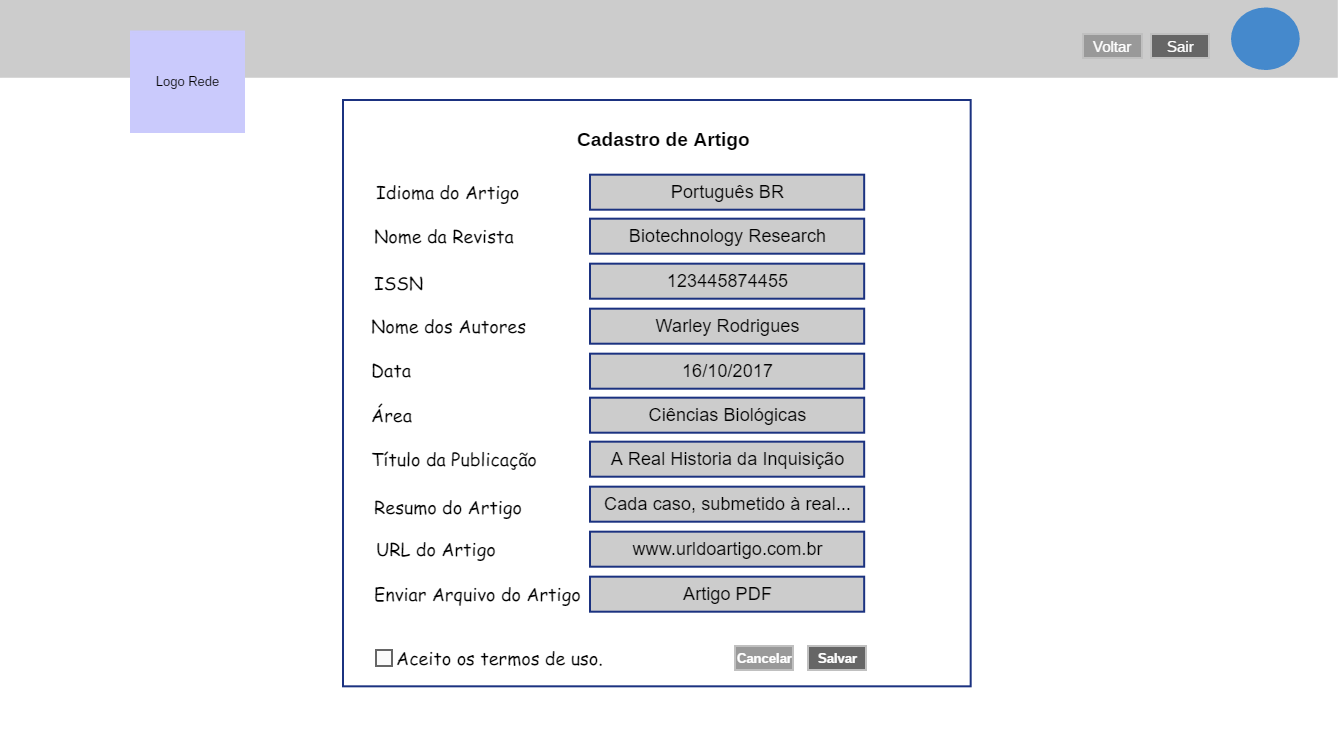 Voltar Sair
Logo Rede
Cadastro de Artigo
Idioma do Artigo Português BR
Nome da Revista Biotechnology Research
ISSN 123445874455
Nome dos Autores Warley Rodrigues
Data 16/10/2017
Área Ciências Biológicas
Título da Publicação A Real Historia da Inquisição
Resumo do Artigo Cada caso, submetido à real...
URL do Artigo www.urldoartigo.com.br
Enviar Arquivo do Artigo Artigo PDF
Aceito os termos de uso. Cancelar Salvar